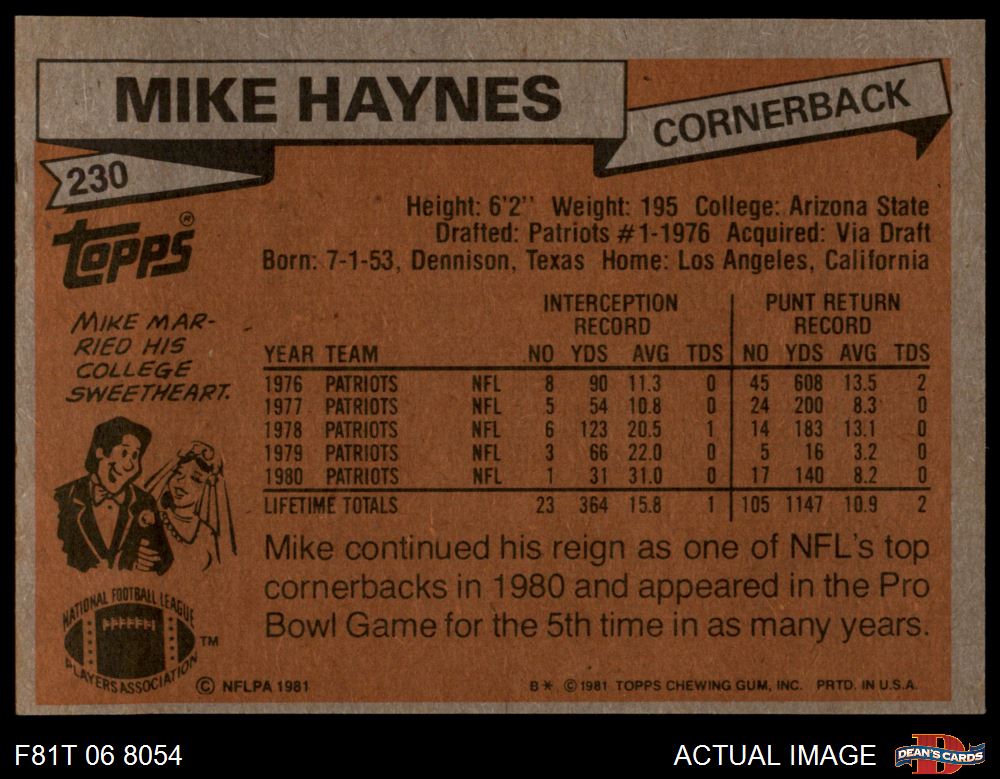 MIKE HAYNES
CORNERBACK
230
topps®
Height: 6'2'' Weight: 195 College: Arizona State
Drafted: Patriots #1-1976 Acquired: Via Draft
Born: 7-1-53, Dennison, Texas Home: Los Angeles, California
MIKE MAR-
RIED HIS
COLLEGE
SWEETHEART.
INTERCEPTION PUNT RETURN
RECORD RECORD
YEAR TEAM NO YDS AVG TDS NO YDS AVG TDS
1976 PATRIOTS NFL 8 90 11.3 0 45 608 13.5 2
1977 PATRIOTS NFL 5 54 10.8 0 24 200 8.3 0
1978 PATRIOTS NFL 6 123 20.5 1 14 183 13.1 0
1979 PATRIOTS NFL 3 66 22.0 0 5 16 3.2 0
1980 PATRIOTS NFL 1 31 31.0 0 17 140 8.2 0
LIFETIME TOTALS 23 364 15.8 1 105 1147 10.9 2
Mike continued his reign as one of NFL's top
cornerbacks in 1980 and appeared in the Pro
Bowl Game for the 5th time in as many years.
NATIONAL FOOTBALL LEAGUE
PLAYERS ASSOCIATION
™
© NFLPA 1981
B* © 1981 TOPPS CHEWING GUM, INC. PRTD. IN U.S.A.
F81T 06 8054
ACTUAL IMAGE
DEAN'S CARDS